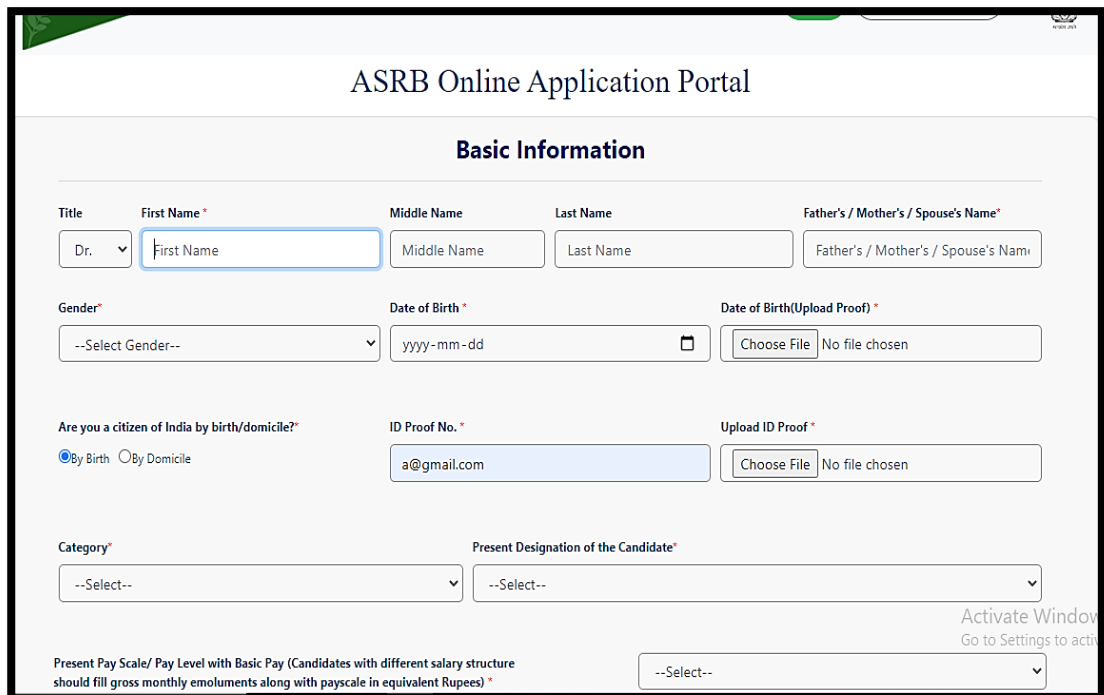 ASRB Online Application Portal
Basic Information
Title First Name * Middle Name Last Name Father's / Mother's / Spouse's Name*
Dr. First Name Middle Name Last Name Father's / Mother's / Spouse's Nam
Gender* Date of Birth * Date of Birth(Upload Proof) *
--Select Gender-- yyyy-mm-dd Choose File No file chosen
Are you a citizen of India by birth/domicile?* ID Proof No. * Upload ID Proof *
By Birth By Domicile a@gmail.com Choose File No file chosen
Category* Present Designation of the Candidate*
--Select-- --Select--
Activate Window
Go to Settings to activ
Present Pay Scale/ Pay Level with Basic Pay (Candidates with different salary structure
should fill gross monthly emoluments along with payscale in equivalent Rupees) *
--Select--